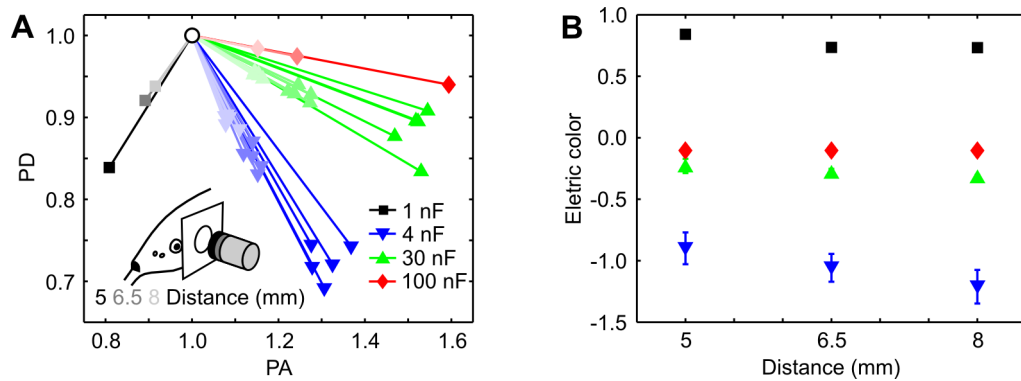 A
PD
1.0
0.9
0.8
0.7
0.8 1.0 1.2 1.4 1.6
PA
1 nF
4 nF
30 nF
100 nF
5 6.5 8 Distance (mm)
B
Eletric color
1.0
0.5
0.0
-0.5
-1.0
-1.5
5 6.5 8
Distance (mm)